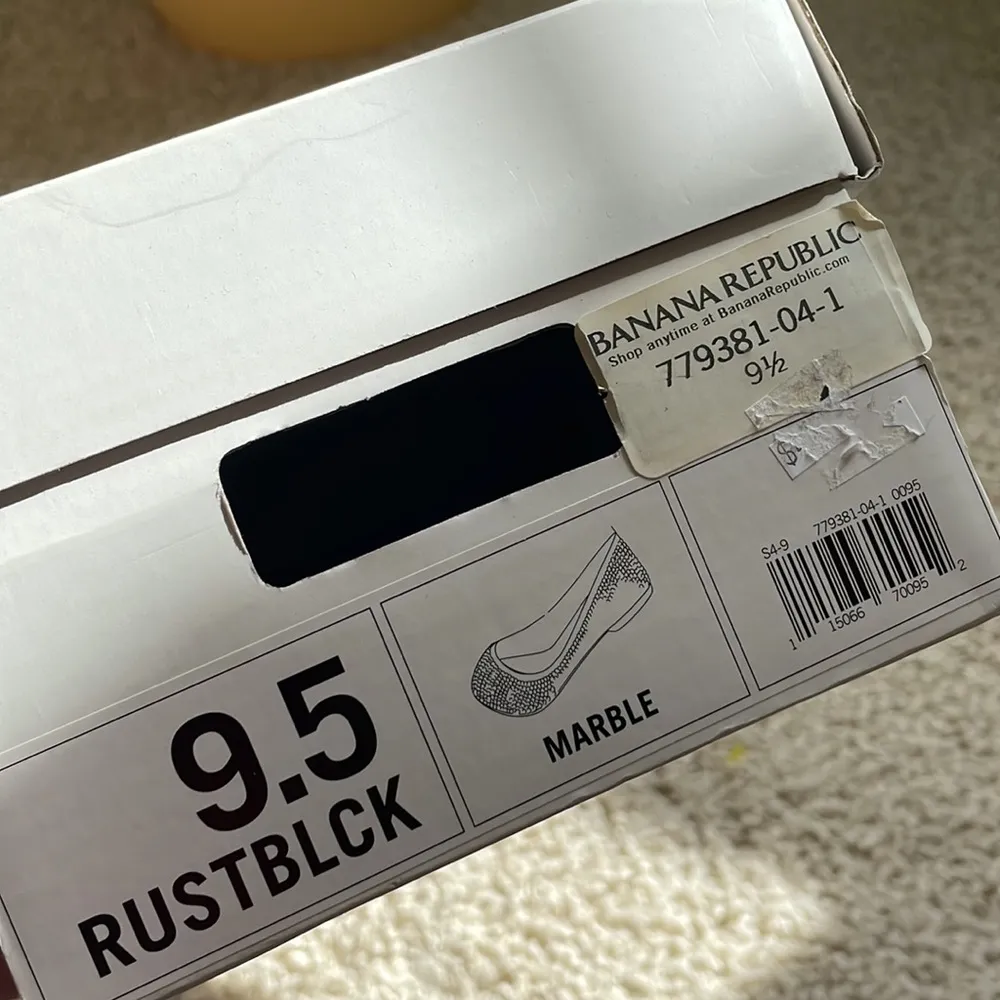 BANANA REPUBLIC
Shop anytime at BananaRepublic.com
779381-04-1
9½
$
S4-9 779381-04-1 0095
1 15066 70095 2
9.5
RUSTBLCK
MARBLE